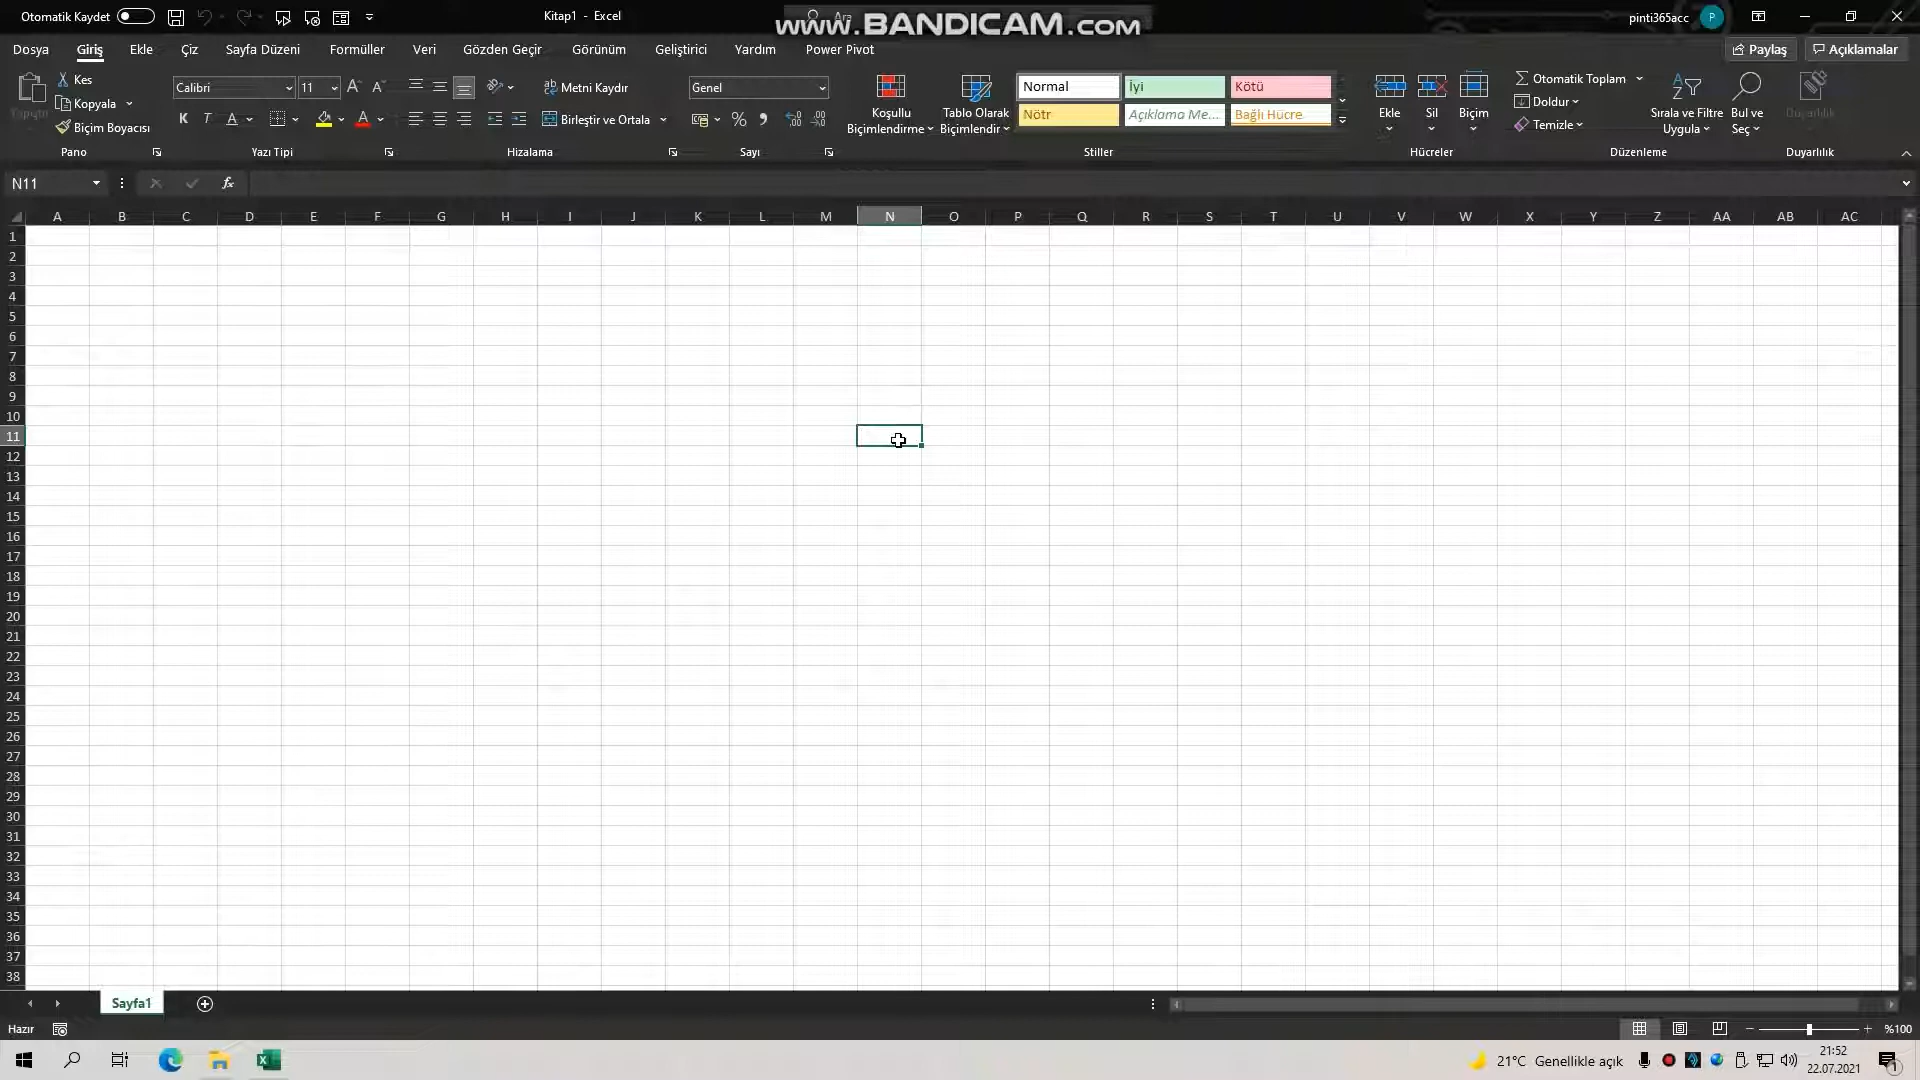 Otomatik Kaydet Kitap1 - Excel Ara pinti365acc P
www.BANDICAM.com
Dosya Giriş Ekle Çiz Sayfa Düzeni Formüller Veri Gözden Geçir Görünüm Geliştirici Yardım Power Pivot Paylaş Açıklamalar
Yapıştır
Kes
Kopyala
Biçim Boyacısı
Pano
Calibri 11
K T A A
Yazı Tipi
Metni Kaydır
Birleştir ve Ortala
Hizalama
Genel
%
Sayı
Koşullu
Biçimlendirme
Tablo Olarak
Biçimlendir
Normal İyi Kötü
Nötr Açıklama Me... Bağlı Hücre
Stiller
Ekle Sil Biçim
Hücreler
Otomatik Toplam
Doldur
Temizle
Sırala ve Filtre
Uygula
Bul ve
Seç
Düzenleme
Duyarlılık
Duyarlılık
N11 fx
A B C D E F G H I J K L M N O P Q R S T U V W X Y Z AA AB AC
1
2
3
4
5
6
7
8
9
10
11
12
13
14
15
16
17
18
19
20
21
22
23
24
25
26
27
28
29
30
31
32
33
34
35
36
37
38
Sayfa1
Hazır %100
21°C Genellikle açık 21:52
22.07.2021 1